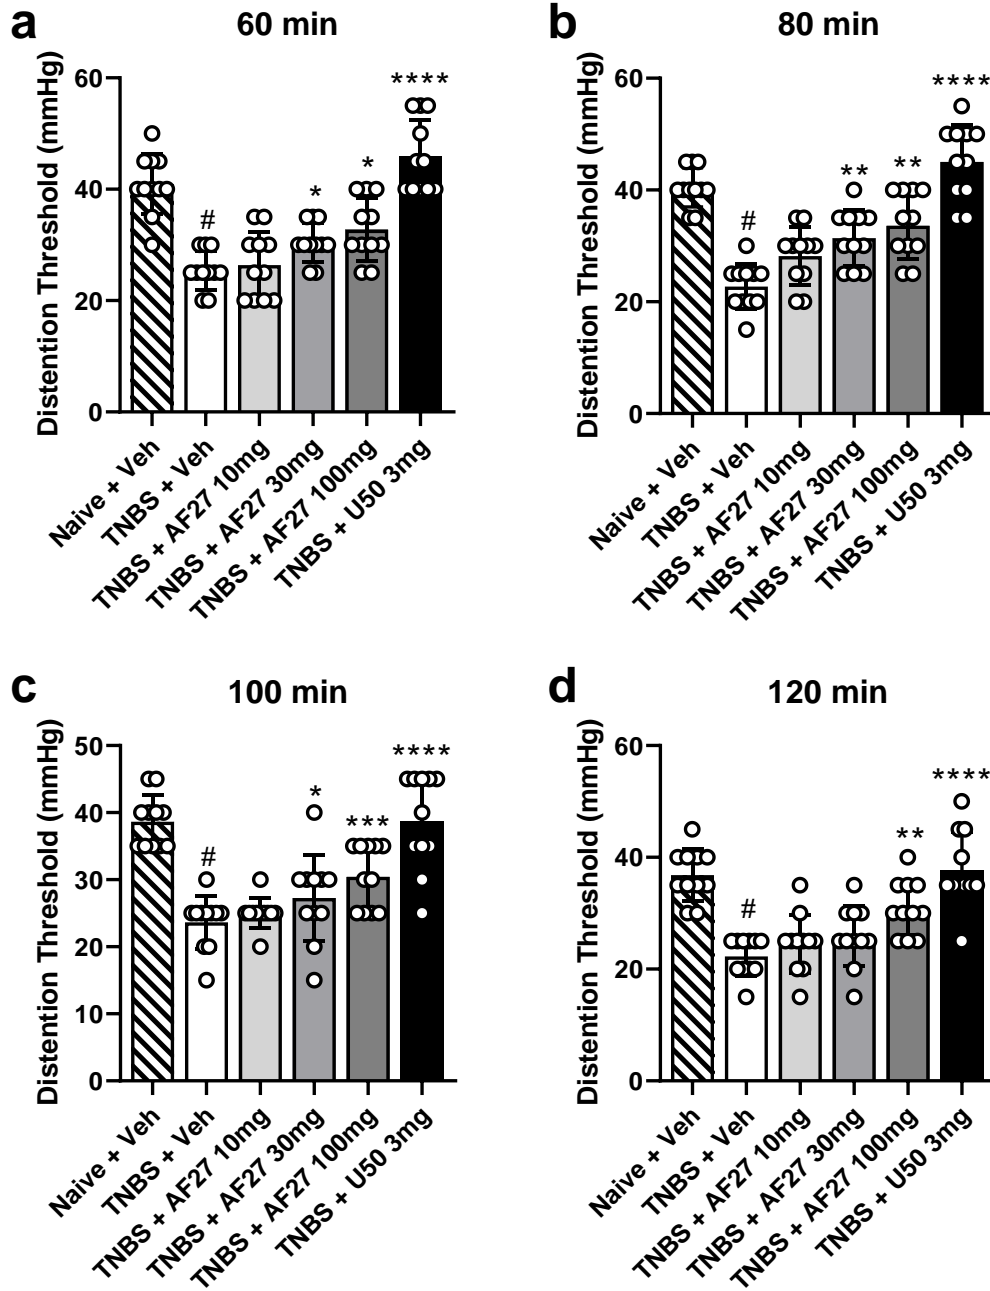 a
60 min
Distention Threshold (mmHg)
60
40
20
0
#
*
*
****
Naive + Veh
TNBS + Veh
TNBS + AF27 10mg
TNBS + AF27 30mg
TNBS + AF27 100mg
TNBS + U50 3mg
b
80 min
Distention Threshold (mmHg)
60
40
20
0
#
**
**
****
Naive + Veh
TNBS + Veh
TNBS + AF27 10mg
TNBS + AF27 30mg
TNBS + AF27 100mg
TNBS + U50 3mg
c
100 min
Distention Threshold (mmHg)
50
40
30
20
10
0
#
*
***
****
Naive + Veh
TNBS + Veh
TNBS + AF27 10mg
TNBS + AF27 30mg
TNBS + AF27 100mg
TNBS + U50 3mg
d
120 min
Distention Threshold (mmHg)
60
40
20
0
#
**
****
Naive + Veh
TNBS + Veh
TNBS + AF27 10mg
TNBS + AF27 30mg
TNBS + AF27 100mg
TNBS + U50 3mg